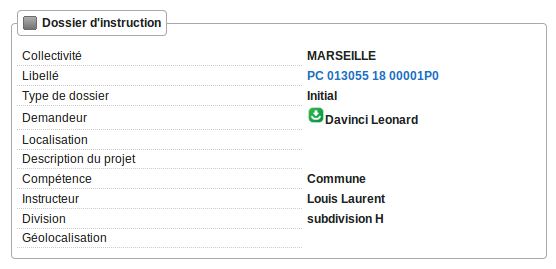 Dossier d'instruction
Collectivité MARSEILLE
Libellé PC 013055 18 00001P0
Type de dossier Initial
Demandeur Davinci Leonard
Localisation
Description du projet
Compétence Commune
Instructeur Louis Laurent
Division subdivision H
Géolocalisation